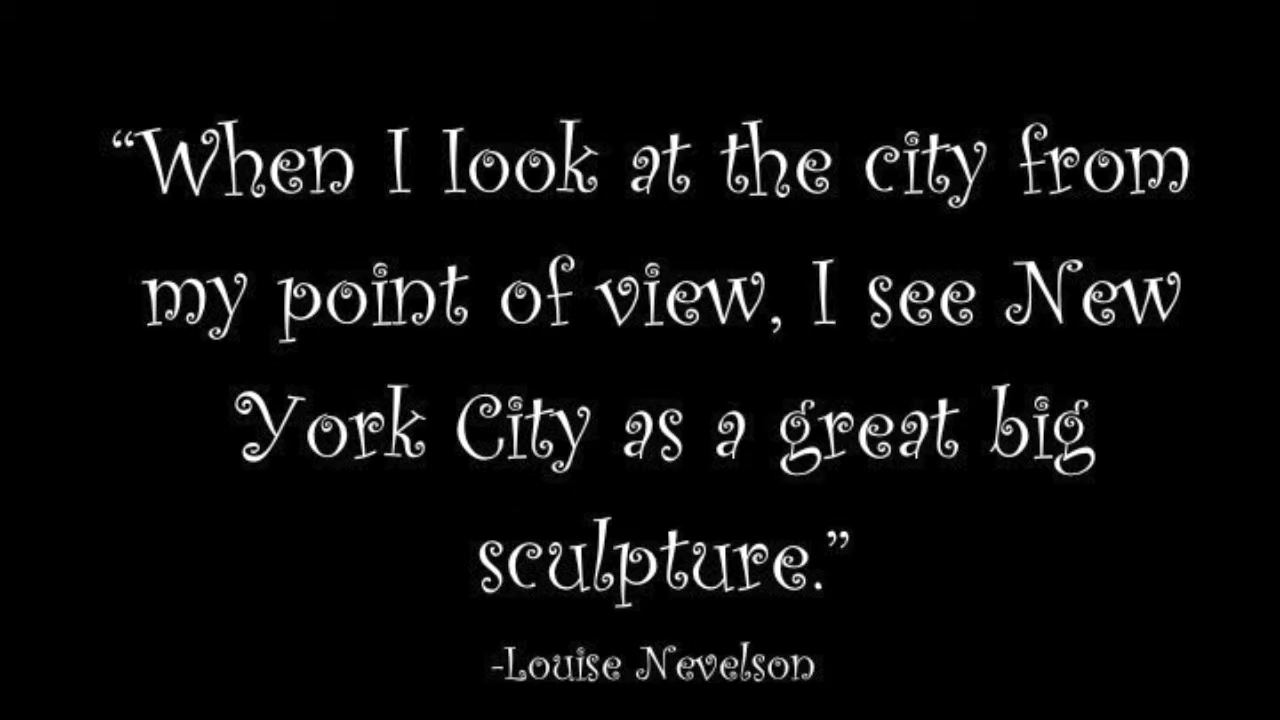 “When I look at the city from
my point of view, I see New
York City as a great big
sculpture.”
-Louise Nevelson